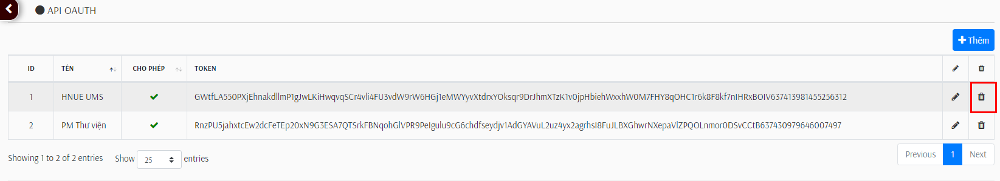 API OAUTH
Thêm
ID TÊN CHO PHÉP TOKEN
1 HNUE UMS GWtfLA550PXjEhnakdllmP1gJwLKiHwqvqSCr4vli4FU3vdW9rW6HGj1eMWYyvXtdrxYOksqr9DrJhmXTzK1v0jpHbiehWxxhW0M7FHY8qOHC1r6k8F8kf7nIHRxBOIV637413981455256312
2 PM Thư viện RnzPU5jahxtcEw2dcFeTEp20xN9G3ESA7QTSrkFBNqohGlVPR9PeIgulu9cG6chdfseydjv1AdGYAVuL2uz4yx2agrhsI8FuJLBXGhwrNXepaVlZPQOLnmor0DSvCCtB637430979646007497
Showing 1 to 2 of 2 entries Show 25 entries Previous 1 Next